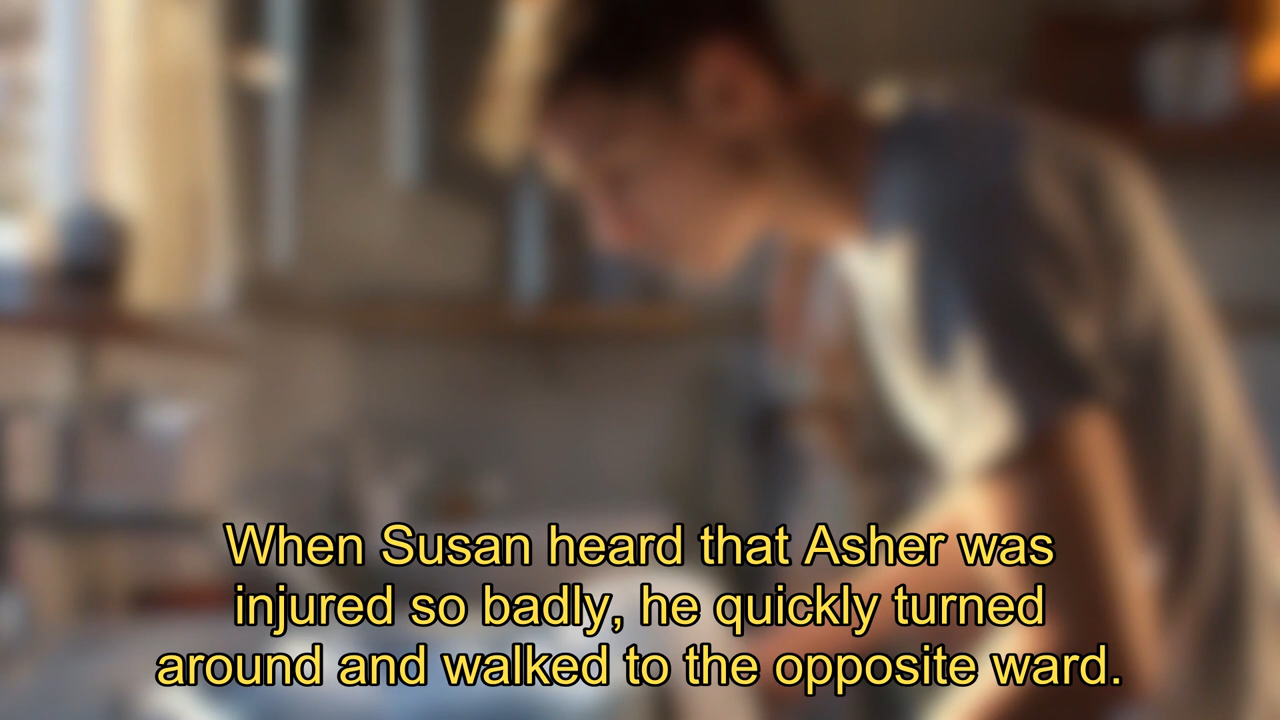 When Susan heard that Asher was
injured so badly, he quickly turned
around and walked to the opposite ward.